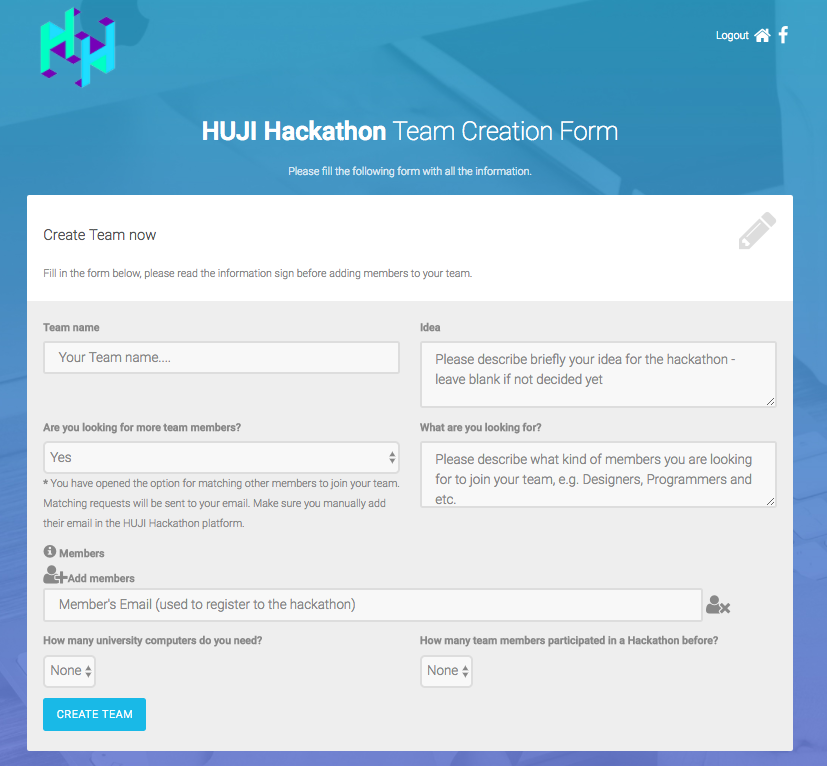 Logout
HUJI Hackathon Team Creation Form
Please fill the following form with all the information.
Create Team now
Fill in the form below, please read the information sign before adding members to your team.
Team name
Your Team name....
Idea
Please describe briefly your idea for the hackathon -
leave blank if not decided yet
Are you looking for more team members?
Yes
* You have opened the option for matching other members to join your team.
Matching requests will be sent to your email. Make sure you manually add
their email in the HUJI Hackathon platform.
What are you looking for?
Please describe what kind of members you are looking
for to join your team, e.g. Designers, Programmers and
etc.
Members
Add members
Member's Email (used to register to the hackathon)
How many university computers do you need?
None
How many team members participated in a Hackathon before?
None
CREATE TEAM